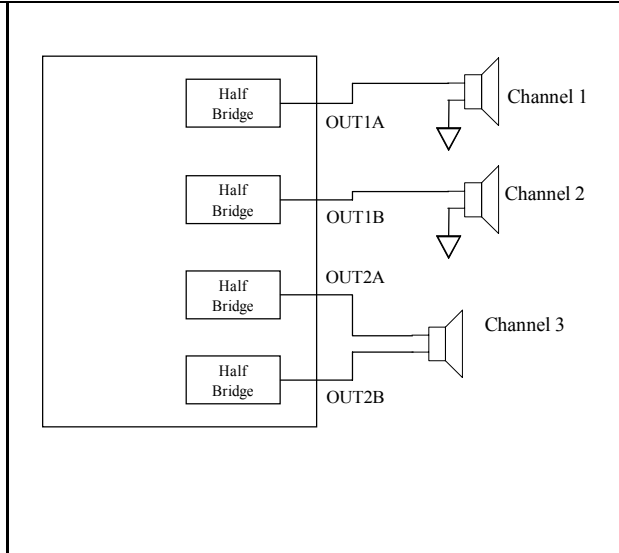 Half
Bridge
OUT1A
Channel 1
Half
Bridge
OUT1B
Channel 2
Half
Bridge
OUT2A
Channel 3
Half
Bridge
OUT2B